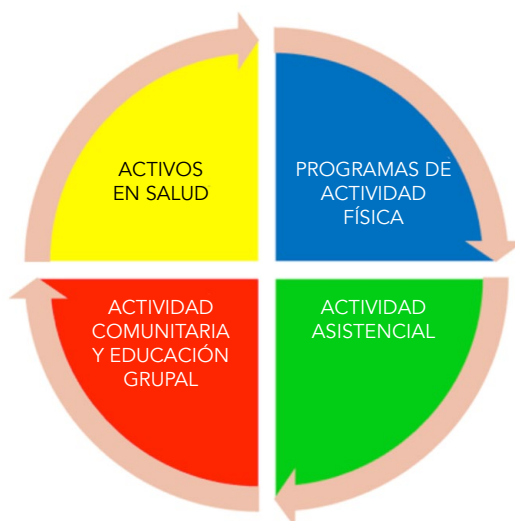 ACTIVOS
EN SALUD
PROGRAMAS DE
ACTIVIDAD
FÍSICA
ACTIVIDAD
COMUNITARIA
Y EDUCACIÓN
GRUPAL
ACTIVIDAD
ASISTENCIAL